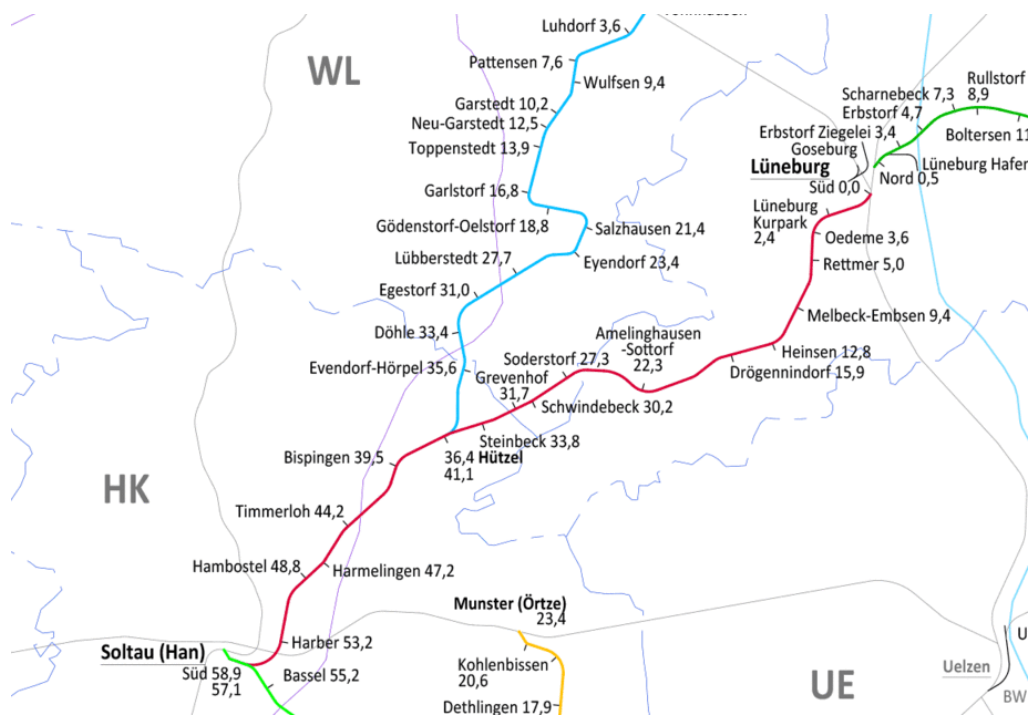 Luhdorf 3,6
WL
Pattensen 7,6
Wulfsen 9,4
Rullstorf
8,9
Scharnebeck 7,3
Garstedt 10,2
Erbstorf 4,7
Neu-Garstedt 12,5
Boltersen 11
Erbstorf Ziegelei 3,4
Toppenstedt 13,9
Goseburg
Lüneburg
Lüneburg Hafen
Nord 0,5
Süd 0,0
Garlstorf 16,8
Lüneburg
Kurpark
2,4
Gödenstorf-Oelstorf 18,8
Salzhausen 21,4
Oedeme 3,6
Lübberstedt 27,7
Eyendorf 23,4
Rettmer 5,0
Egestorf 31,0
Melbeck-Embsen 9,4
Döhle 33,4
Amelinghausen
-Sottorf
22,3
Heinsen 12,8
Soderstorf 27,3
Evendorf-Hörpel 35,6
Drögennindorf 15,9
Grevenhof
31,7
Schwindebeck 30,2
Steinbeck 33,8
36,4 Hützel
41,1
Bispingen 39,5
HK
Timmerloh 44,2
Hambostel 48,8
Harmelingen 47,2
Munster (Örtze)
23,4
Harber 53,2
Soltau (Han)
Süd 58,9
57,1
Bassel 55,2
Kohlenbissen
20,6
Dethlingen 17,9
UE
Uelzen
U
BW